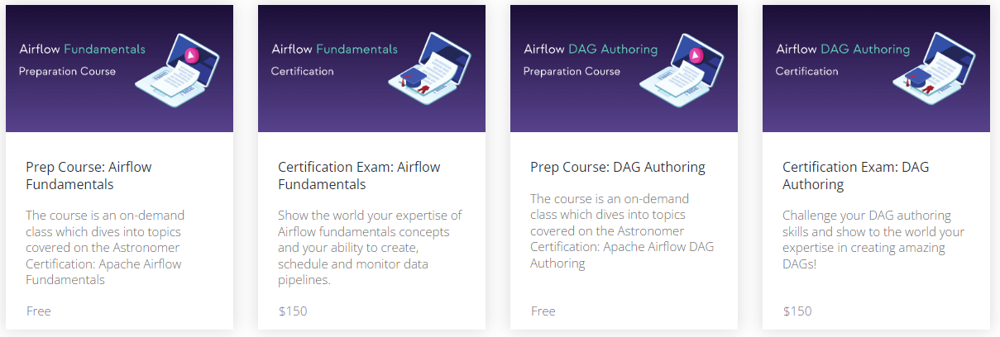 Airflow Fundamentals
Preparation Course
Prep Course: Airflow
Fundamentals
The course is an on-demand
class which dives into topics
covered on the Astronomer
Certification: Apache Airflow
Fundamentals
Free
Airflow Fundamentals
Certification
Certification Exam: Airflow
Fundamentals
Show the world your expertise of
Airflow fundamentals concepts
and your ability to create,
schedule and monitor data
pipelines.
$150
Airflow DAG Authoring
Preparation Course
Prep Course: DAG Authoring
The course is an on-demand
class which dives into topics
covered on the Astronomer
Certification: Apache Airflow DAG
Authoring
Free
Airflow DAG Authoring
Certification
Certification Exam: DAG
Authoring
Challenge your DAG authoring
skills and show to the world your
expertise in creating amazing
DAGs!
$150